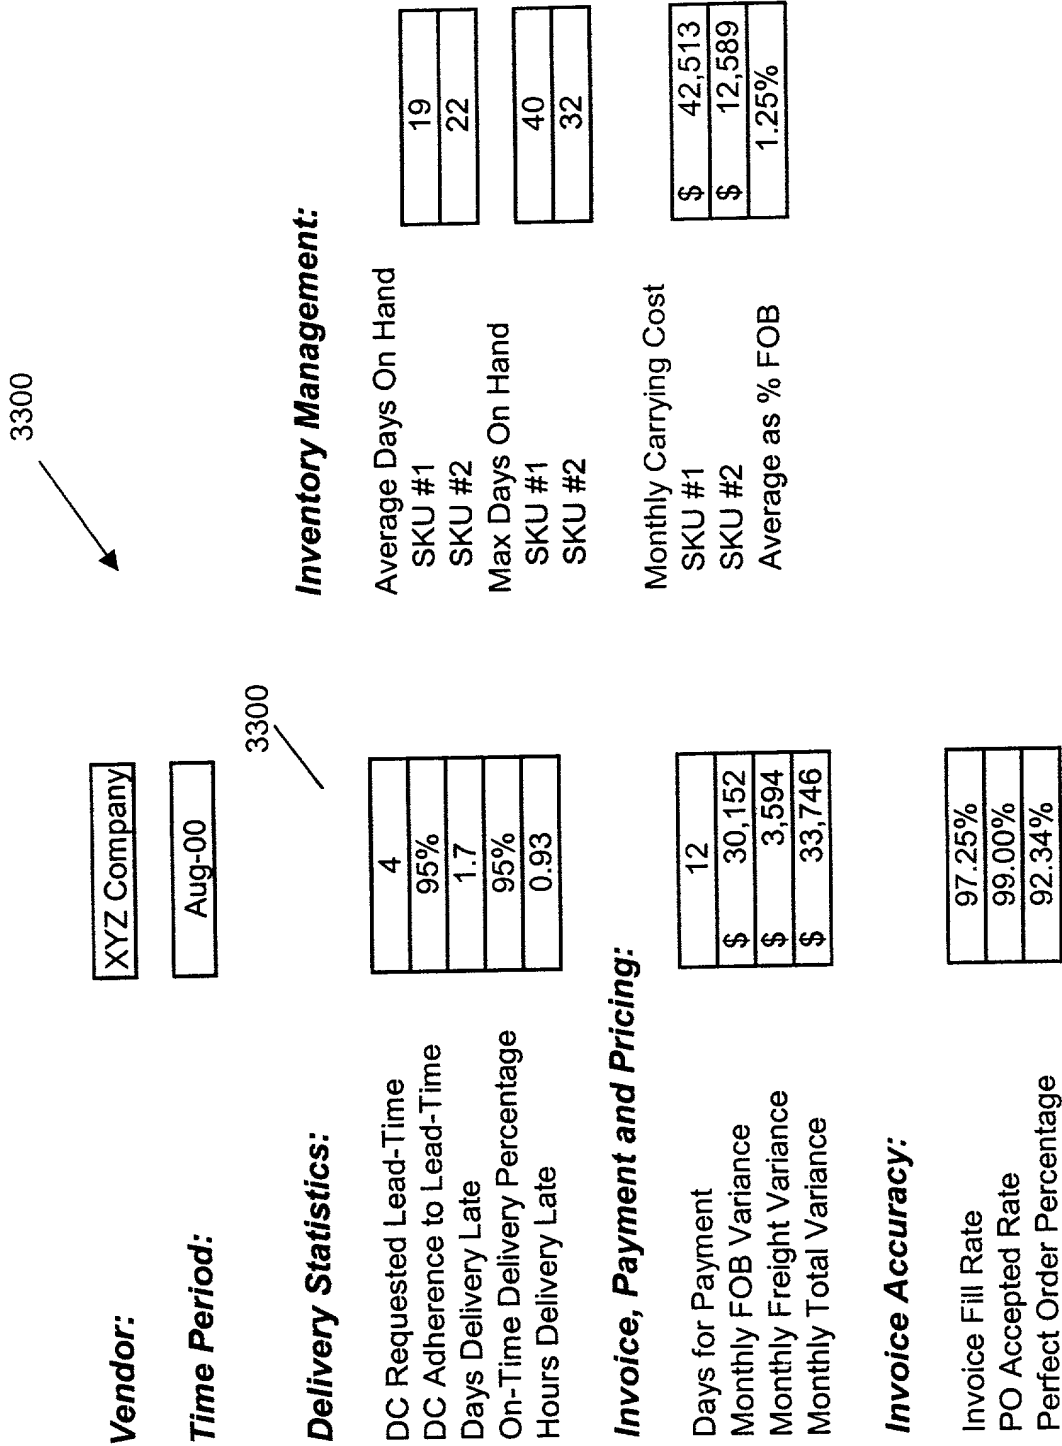 3300
Vendor: XYZ Company
Time Period: Aug-00
3300
Delivery Statistics:
DC Requested Lead-Time 4
DC Adherence to Lead-Time 95%
Days Delivery Late 1.7
On-Time Delivery Percentage 95%
Hours Delivery Late 0.93
Invoice, Payment and Pricing:
Days for Payment 12
Monthly FOB Variance $ 30,152
Monthly Freight Variance $ 3,594
Monthly Total Variance $ 33,746
Invoice Accuracy:
Invoice Fill Rate 97.25%
PO Accepted Rate 99.00%
Perfect Order Percentage 92.34%
Inventory Management:
Average Days On Hand
SKU #1 19
SKU #2 22
Max Days On Hand
SKU #1 40
SKU #2 32
Monthly Carrying Cost
SKU #1 $ 42,513
SKU #2 $ 12,589
Average as % FOB 1.25%